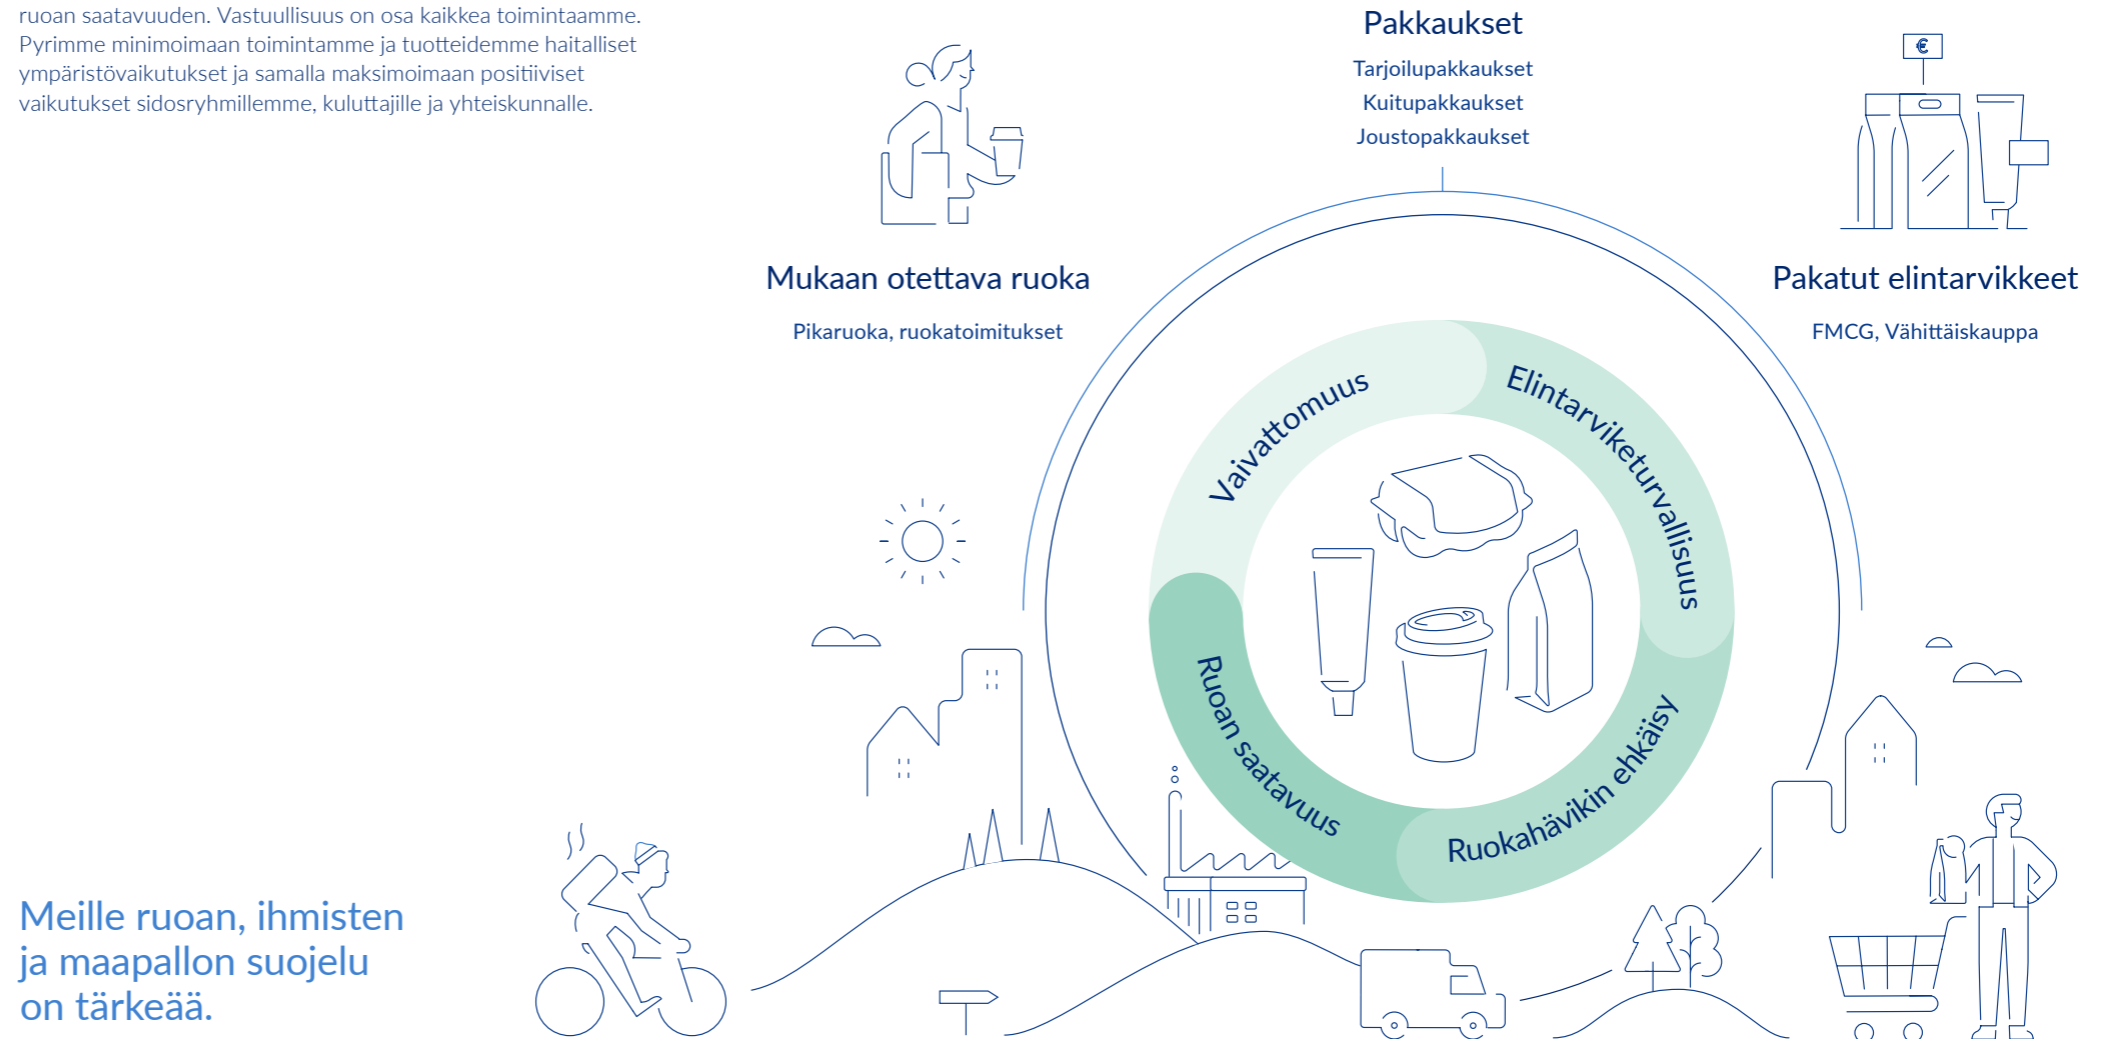 ruoan saatavuuden. Vastuullisuus on osa kaikkea toimintaamme.
Pyrimme minimoimaan toimintamme ja tuotteidemme haitalliset
ympäristövaikutukset ja samalla maksimoimaan positiiviset
vaikutukset sidosryhmillemme, kuluttajille ja yhteiskunnalle.
Pakkaukset
Tarjoilupakkaukset
Kuitupakkaukset
Joustopakkaukset
€
Mukaan otettava ruoka
Pikaruoka, ruokatoimitukset
Pakatut elintarvikkeet
FMCG, Vähittäiskauppa
Vaivattomuus
Elintarviketurvallisuus
Ruoan saatavuus
Ruokahävikin ehkäisy
Meille ruoan, ihmisten
ja maapallon suojelu
on tärkeää.